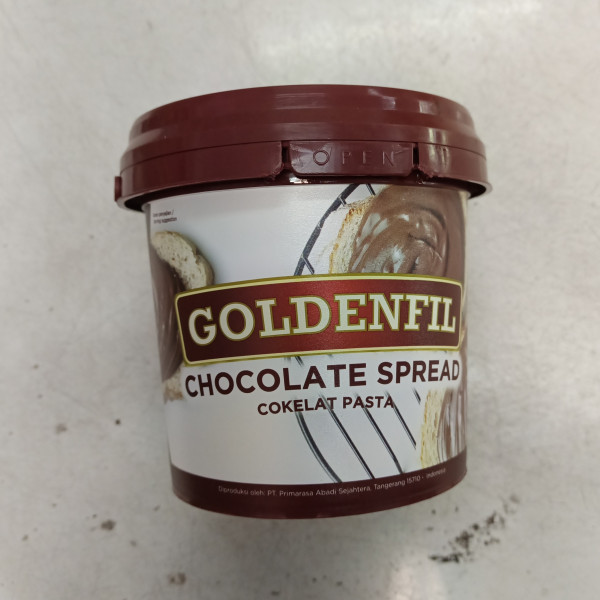 OPEN
GOLDENFIL
CHOCOLATE SPREAD
COKELAT PASTA
Diproduksi oleh: PT. Primarasa Abadi Sejahtera, Tangerang 15710 - Indonesia